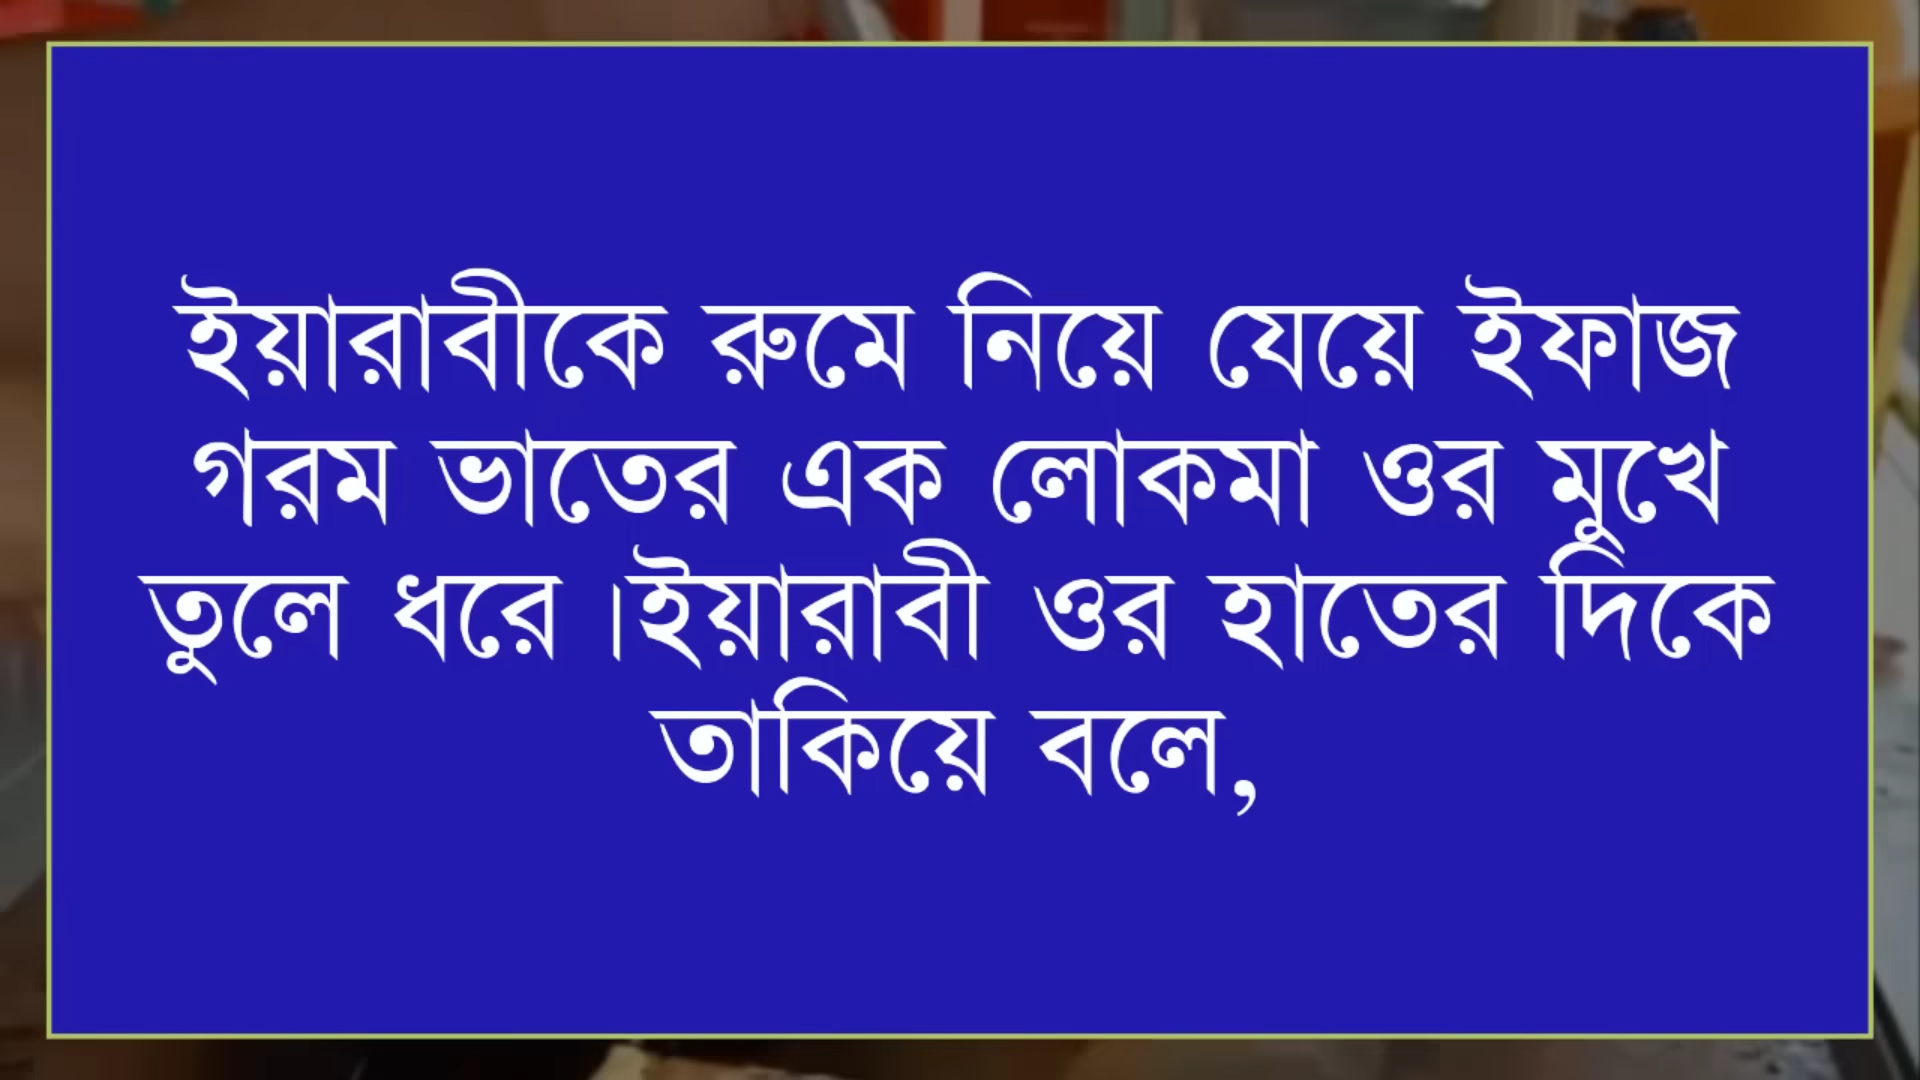 ইয়ারাবীকে রুমে নিয়ে যেয়ে ইফাজ
গরম ভাতের এক লোকমা ওর মুখে
তুলে ধরে।ইয়ারাবী ওর হাতের দিকে
তাকিয়ে বলে,